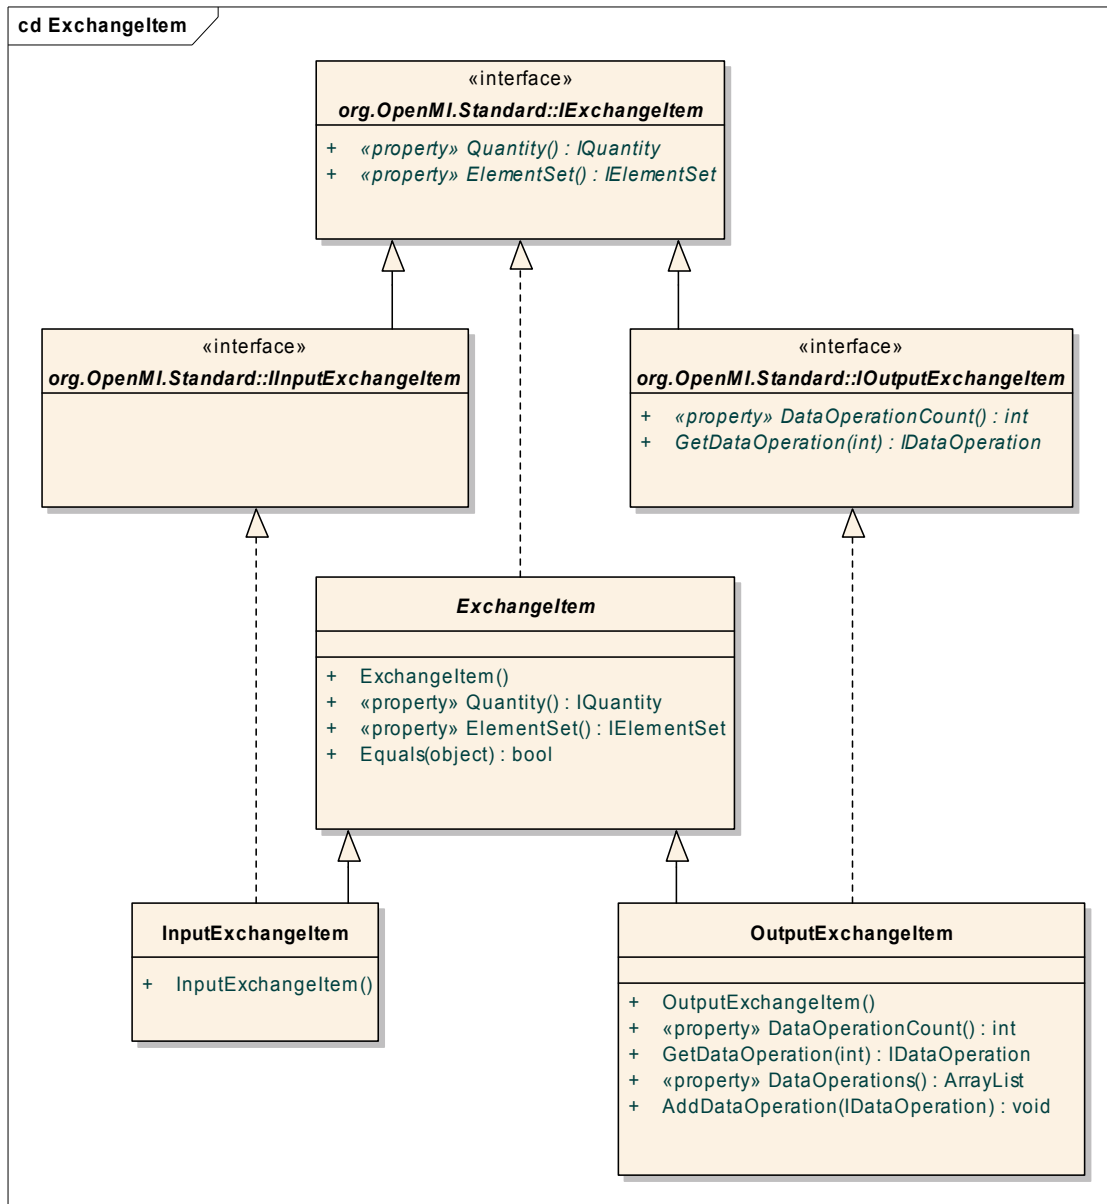 cd ExchangeItem
«interface»
org.OpenMI.Standard::IExchangeItem
+ «property» Quantity() : IQuantity
+ «property» ElementSet() : IElementSet
«interface»
org.OpenMI.Standard::IInputExchangeItem
«interface»
org.OpenMI.Standard::IOutputExchangeItem
+ «property» DataOperationCount() : int
+ GetDataOperation(int) : IDataOperation
ExchangeItem
+ ExchangeItem()
+ «property» Quantity() : IQuantity
+ «property» ElementSet() : IElementSet
+ Equals(object) : bool
InputExchangeItem
+ InputExchangeItem()
OutputExchangeItem
+ OutputExchangeItem()
+ «property» DataOperationCount() : int
+ GetDataOperation(int) : IDataOperation
+ «property» DataOperations() : ArrayList
+ AddDataOperation(IDataOperation) : void